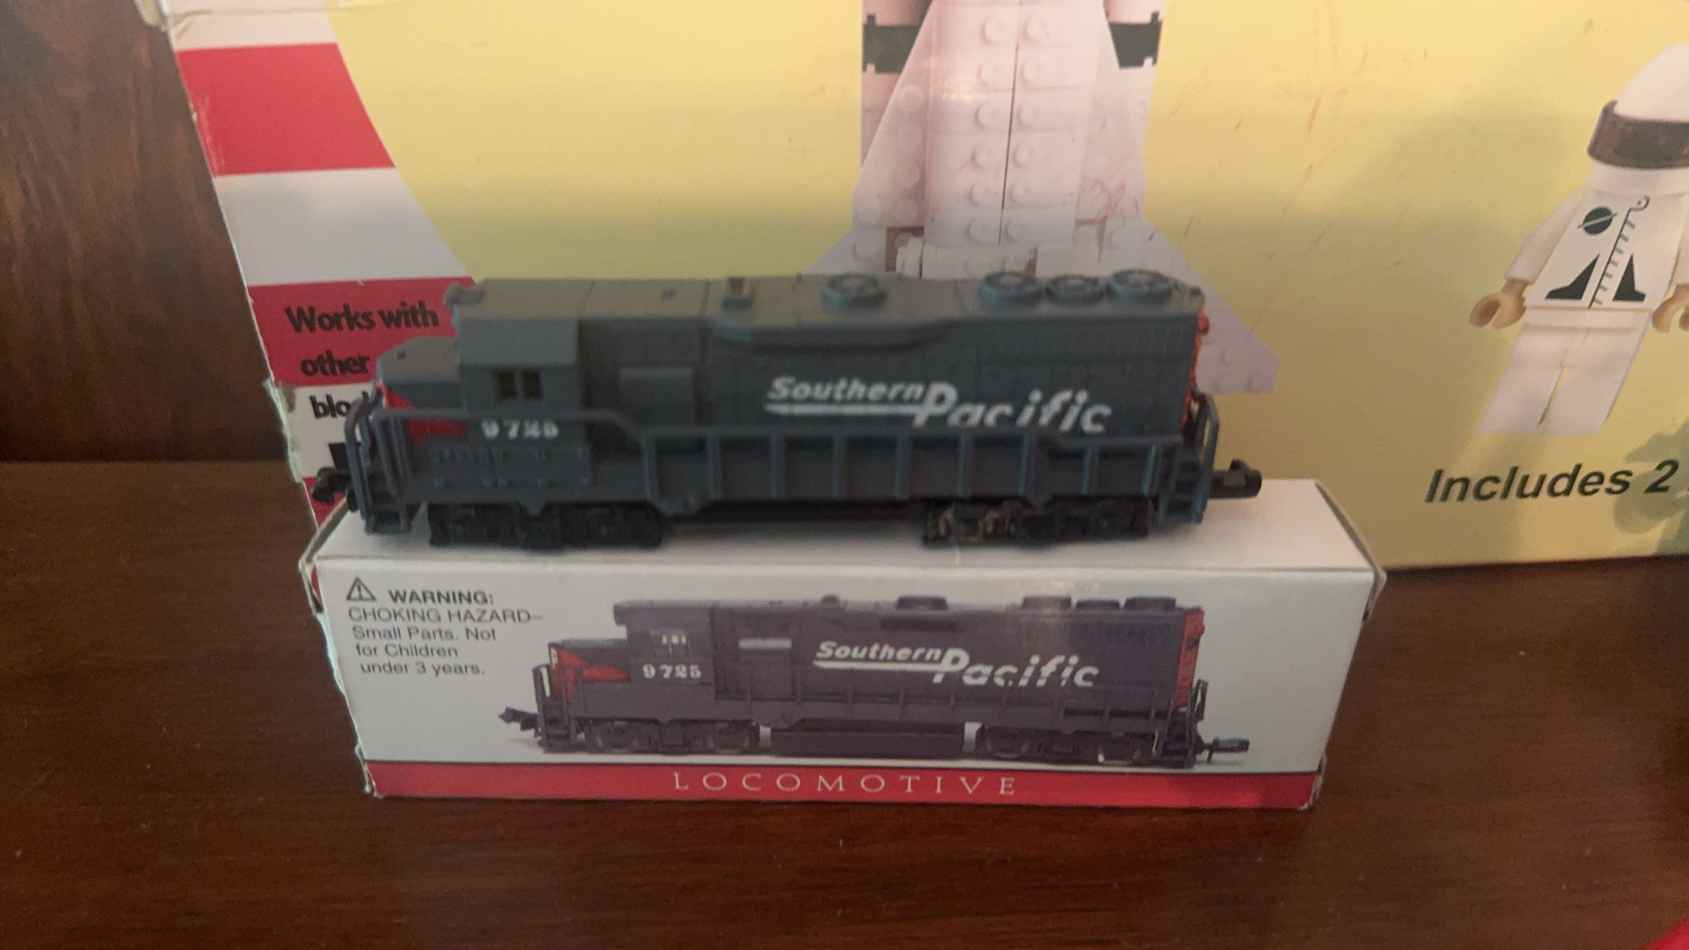 Works with
other
Includes 2
Southern
Pacific
9725
WARNING:
CHOKING HAZARD–
Small Parts. Not
for Children
under 3 years.
Southern
Pacific
9725
LOCOMOTIVE